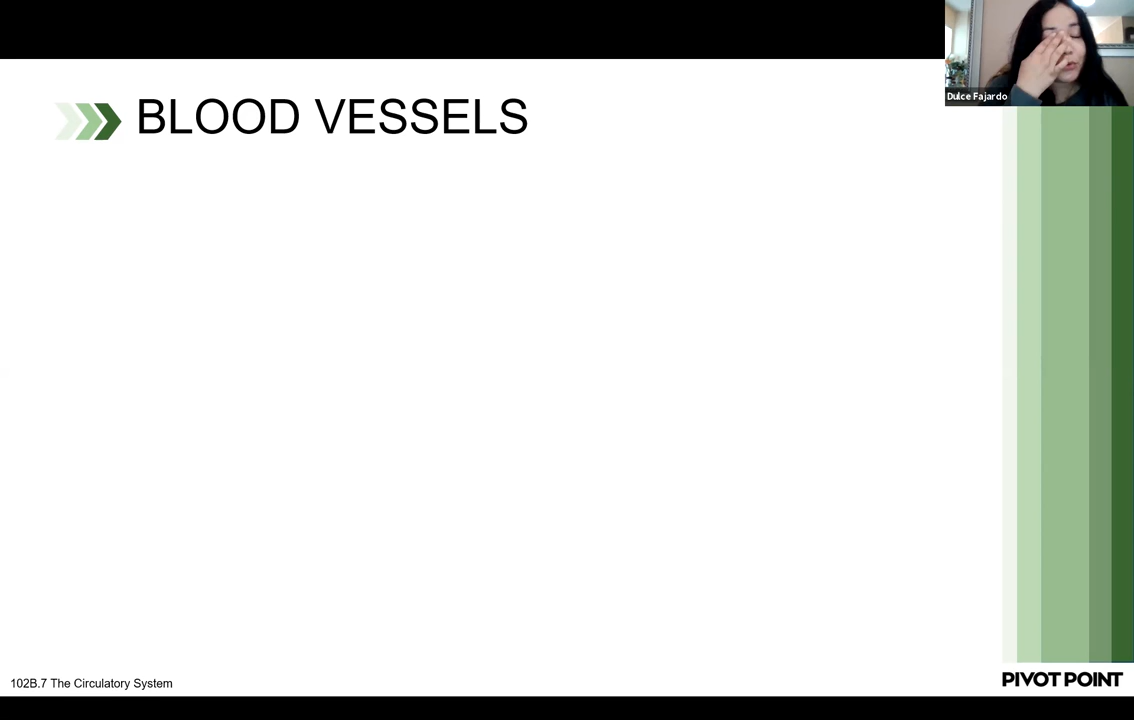 BLOOD VESSELS
Dulce Fajardo
102B.7 The Circulatory System
PIVOT POINT